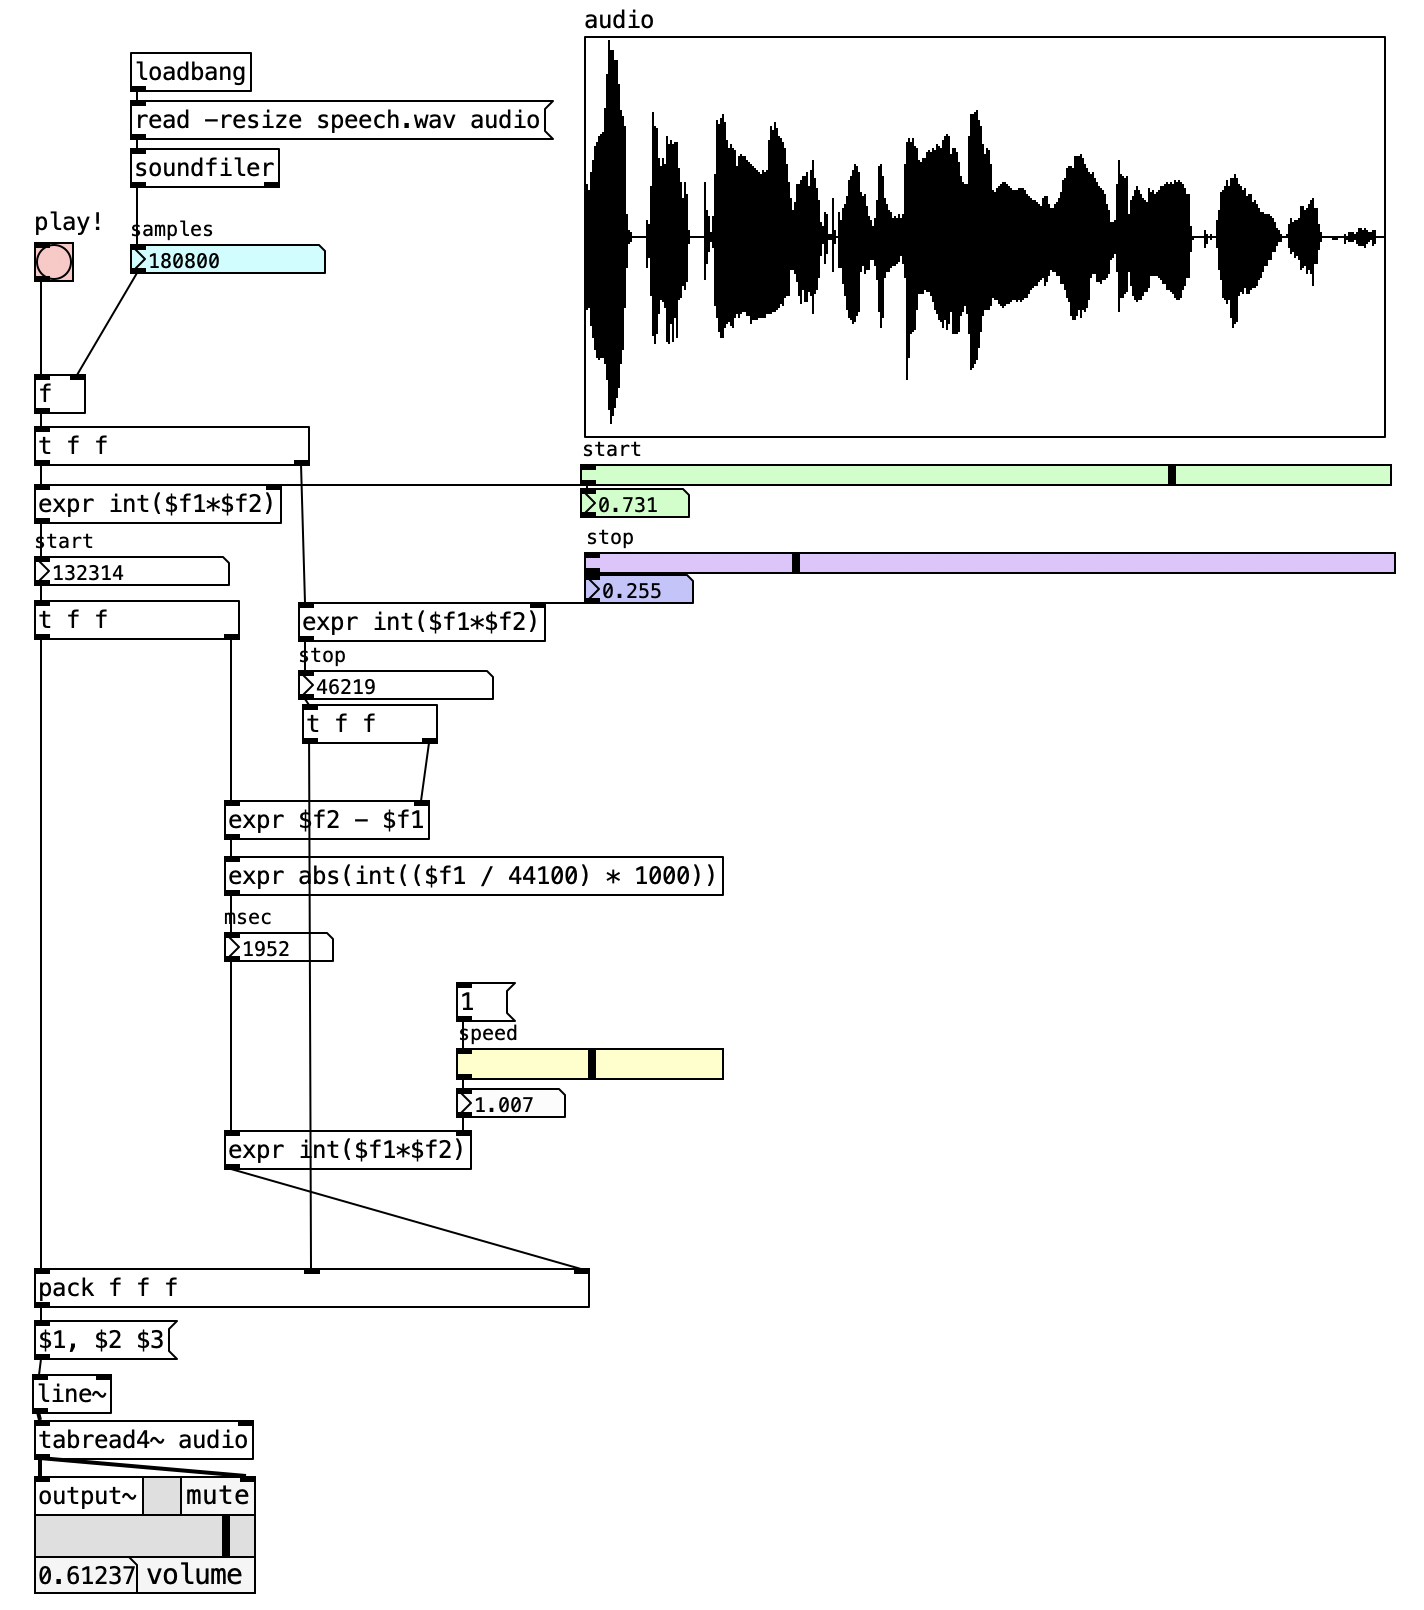 audio
loadbang
read -resize speech.wav audio
soundfiler
play!
samples
180800
f
t f f
start
0.731
expr int($f1*$f2)
start
132314
stop
0.255
t f f
expr int($f1*$f2)
stop
46219
t f f
expr $f2 - $f1
expr abs(int(($f1 / 44100) * 1000))
msec
1952
1
speed
1.007
expr int($f1*$f2)
pack f f f
$1, $2 $3
line~
tabread4~ audio
output~ mute
0.61237 volume